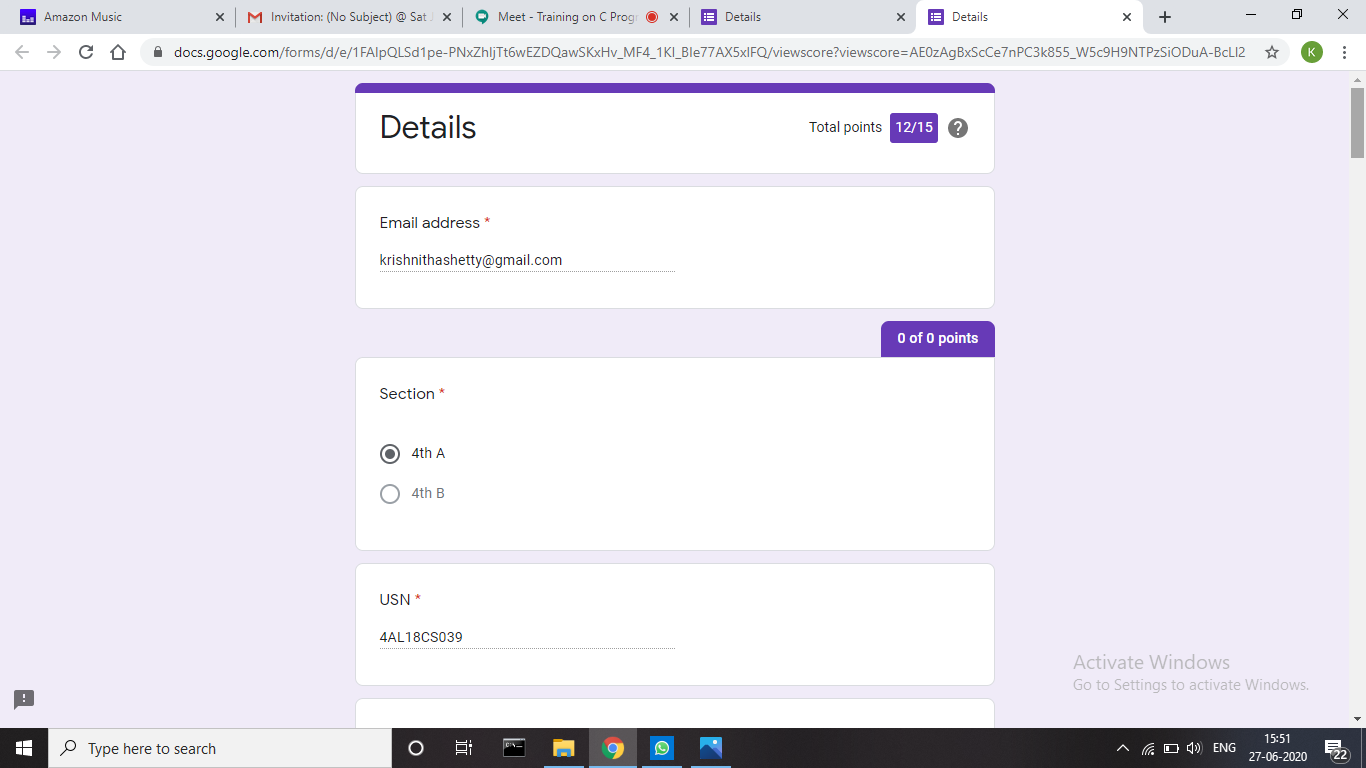 Amazon Music
Invitation: (No Subject) @ Sat J
Meet - Training on C Progr
Details
Details
docs.google.com/forms/d/e/1FAIpQLSd1pe-PNxZhIjTt6wEZDQawSKxHv_MF4_1KI_Ble77AX5xIFQ/viewscore?viewscore=AE0zAgBxScCe7nPC3k855_W5c9H9NTPzSiODuA-BcLI2
K
Details
Total points 12/15 ?
Email address *
krishnithashetty@gmail.com
0 of 0 points
Section *
4th A
4th B
USN *
4AL18CS039
Activate Windows
Go to Settings to activate Windows.
Type here to search
ENG
15:51
27-06-2020
22